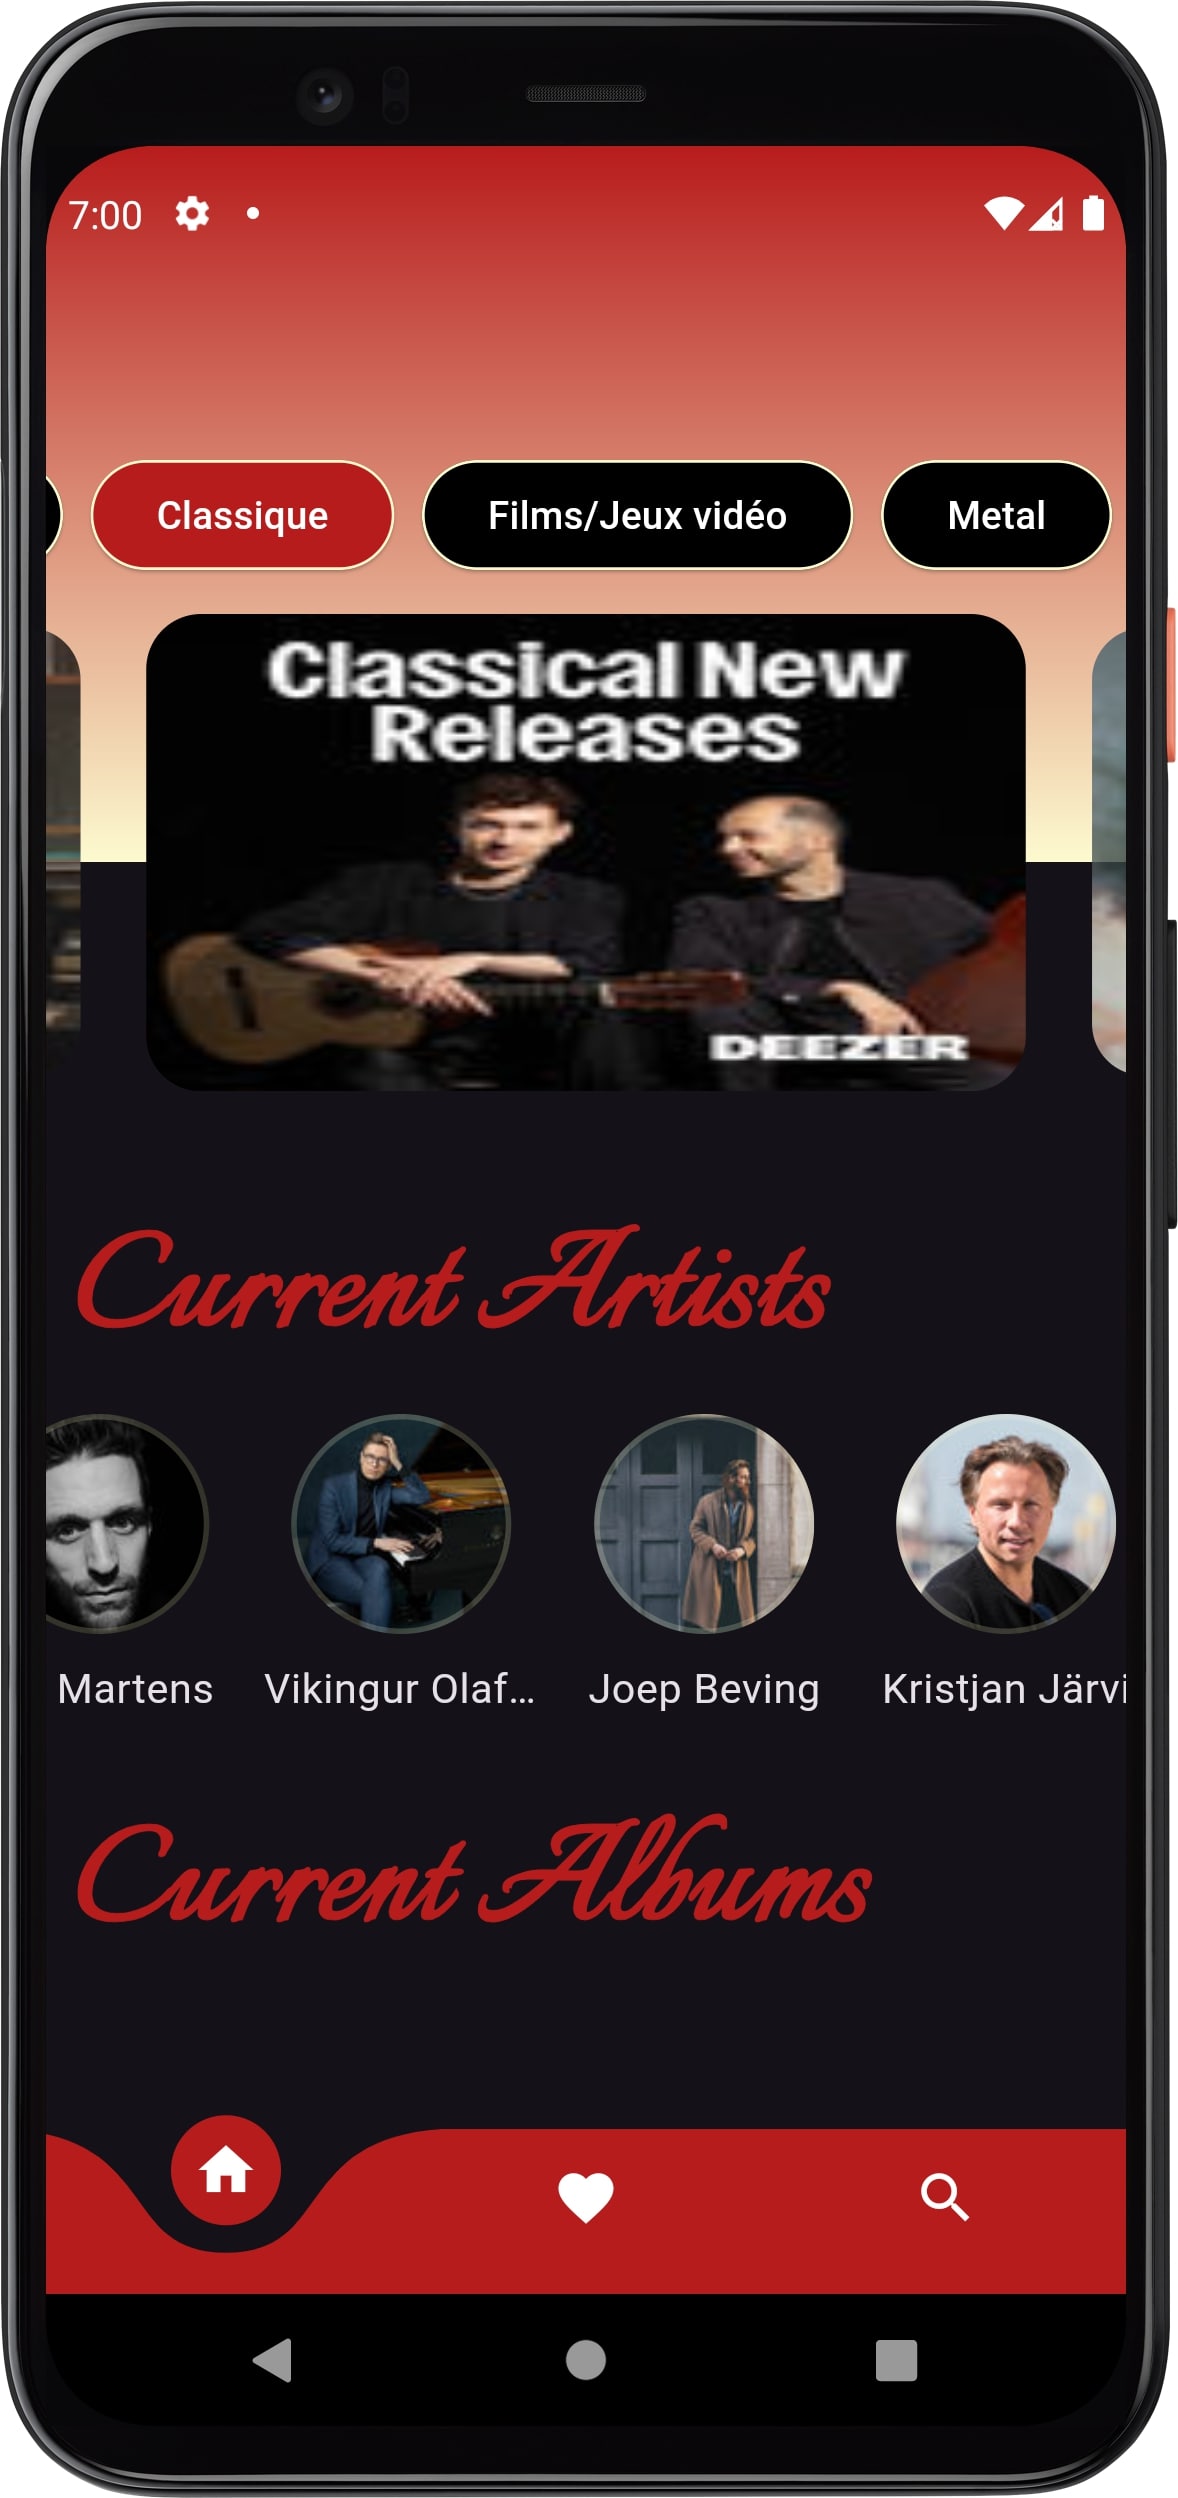 7:00
Classique
Films/Jeux vidéo
Metal
Classical New
Releases
DEEZER
Current Artists
Martens
Vikingur Olaf...
Joep Beving
Kristjan Järvi
Current Albums